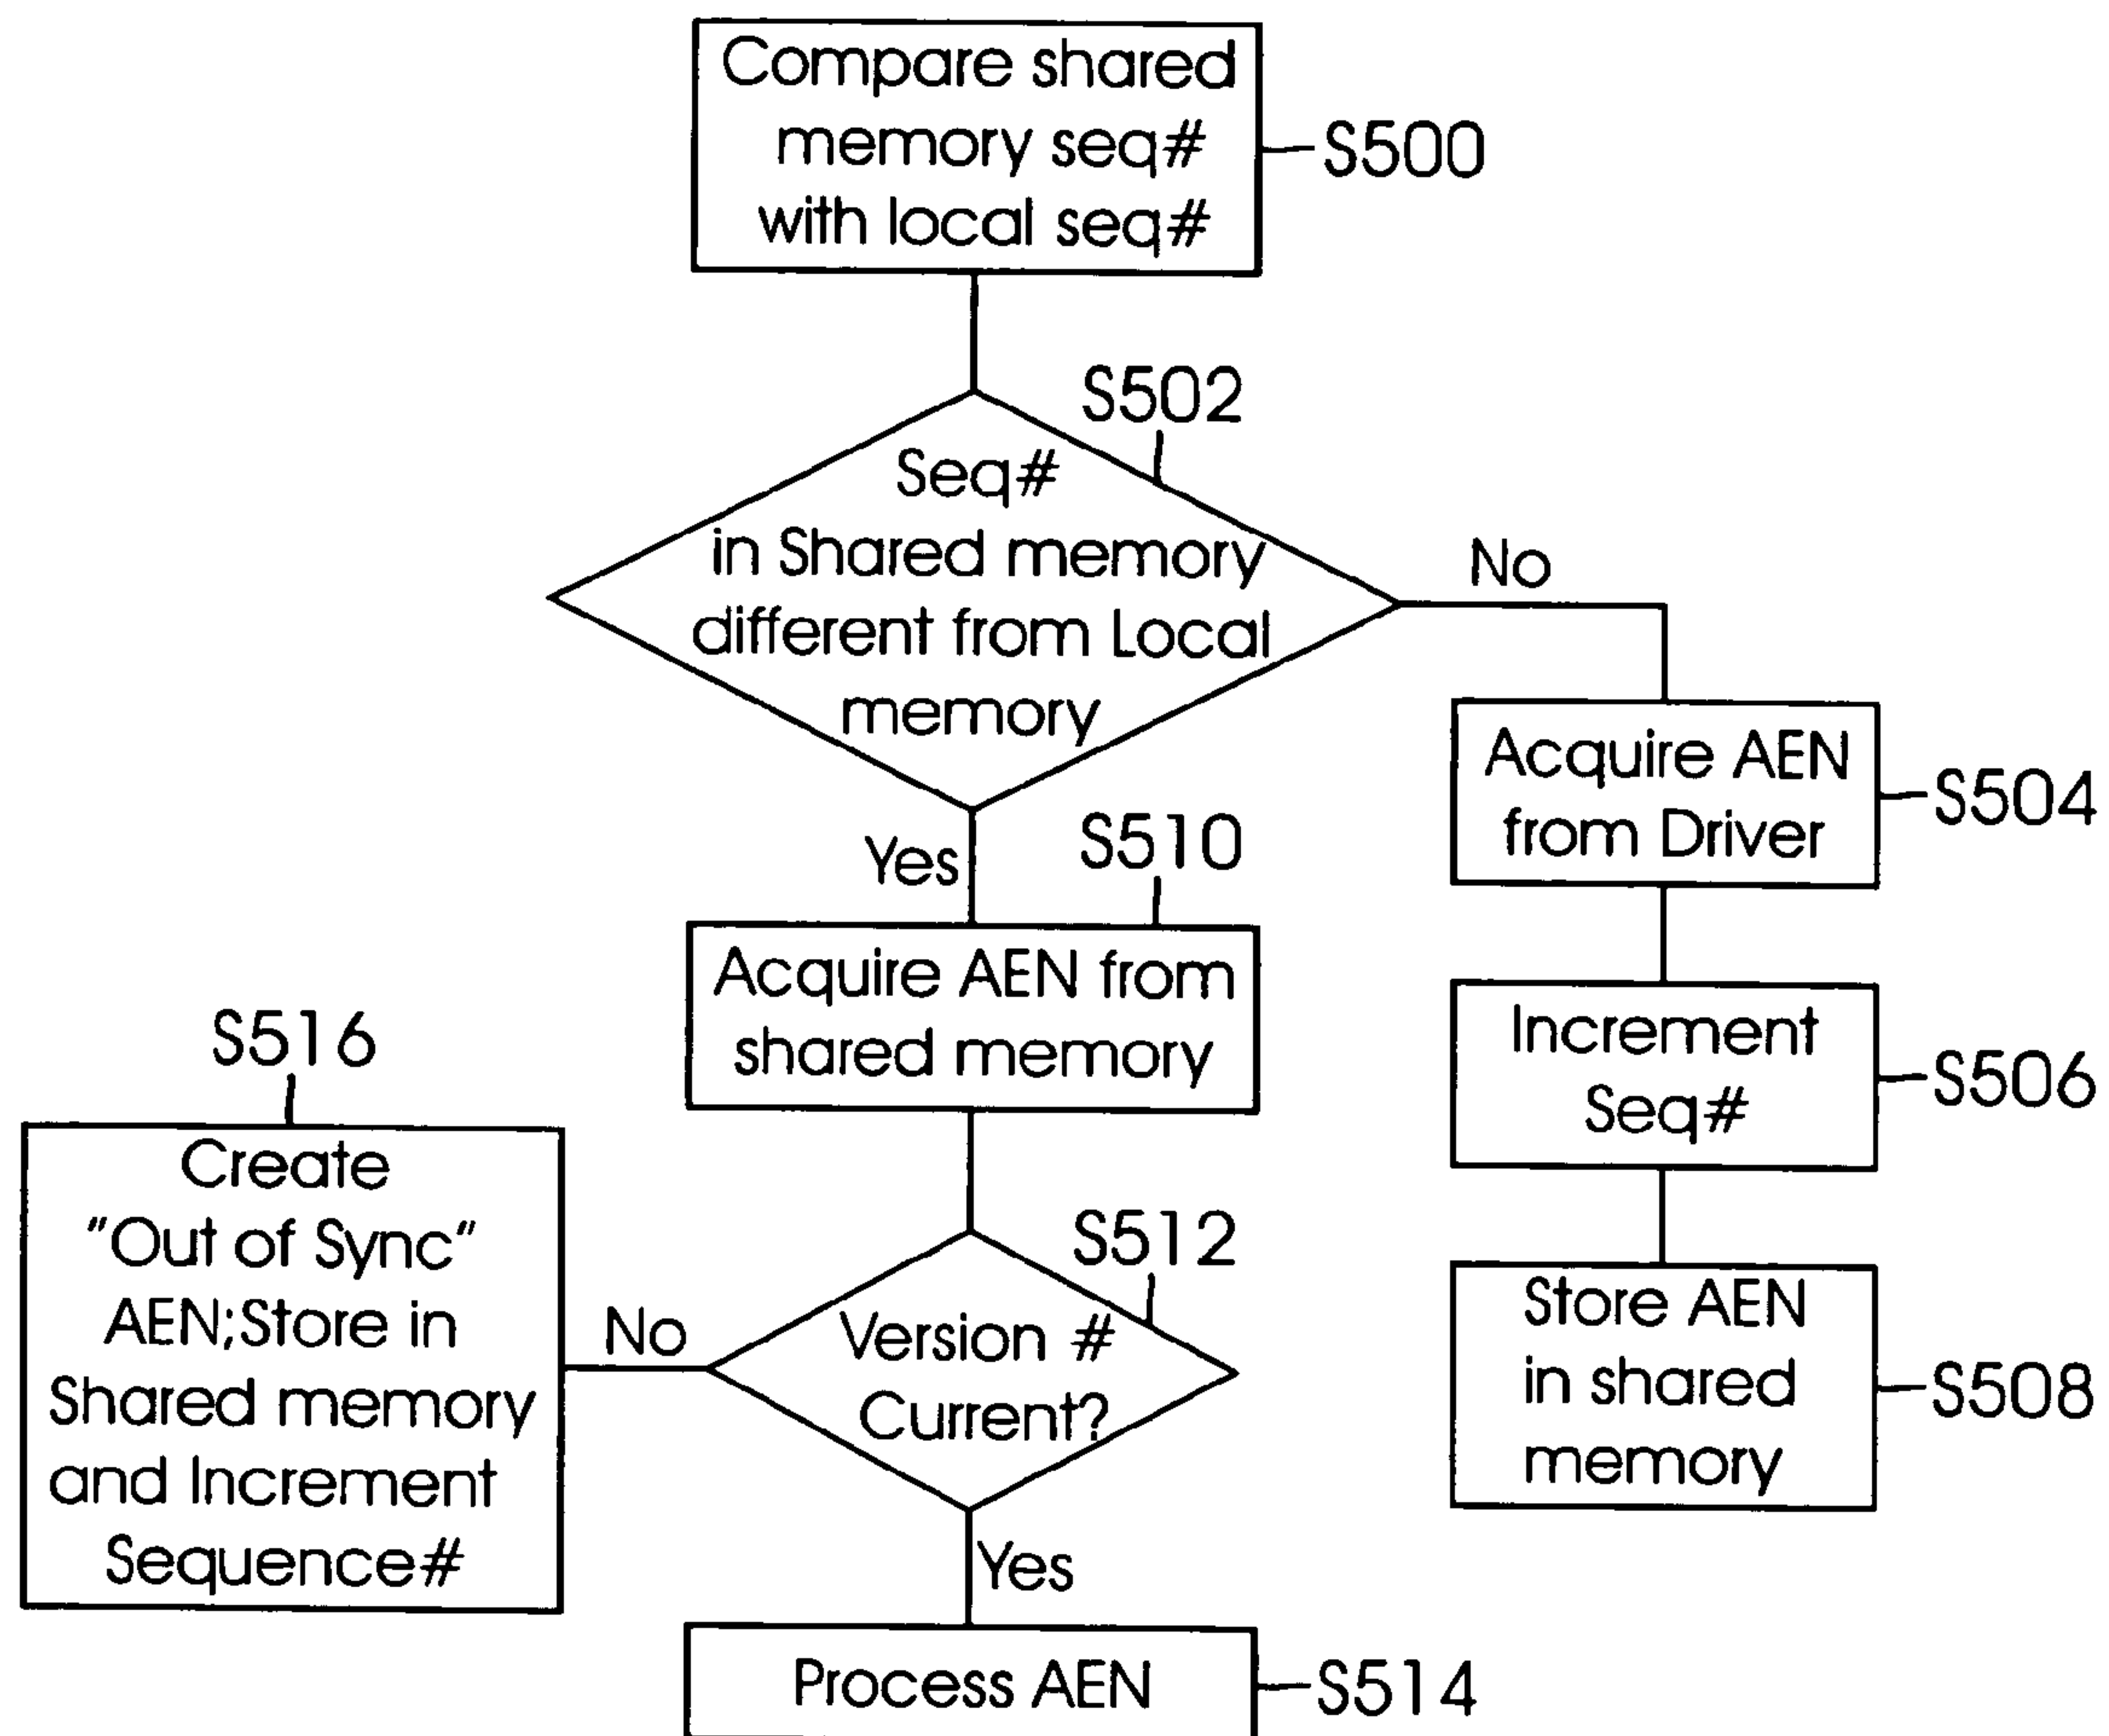 Compare shared
memory seq#
with local seq#
S500
S502
Seq#
in Shared memory
different from Local
memory
No
Acquire AEN
from Driver
S504
Yes
S510
Acquire AEN from
shared memory
Increment
Seq#
S506
S516
Create
"Out of Sync"
AEN;Store in
Shared memory
and Increment
Sequence#
No
S512
Version #
Current?
Store AEN
in shared
memory
S508
Yes
Process AEN
S514